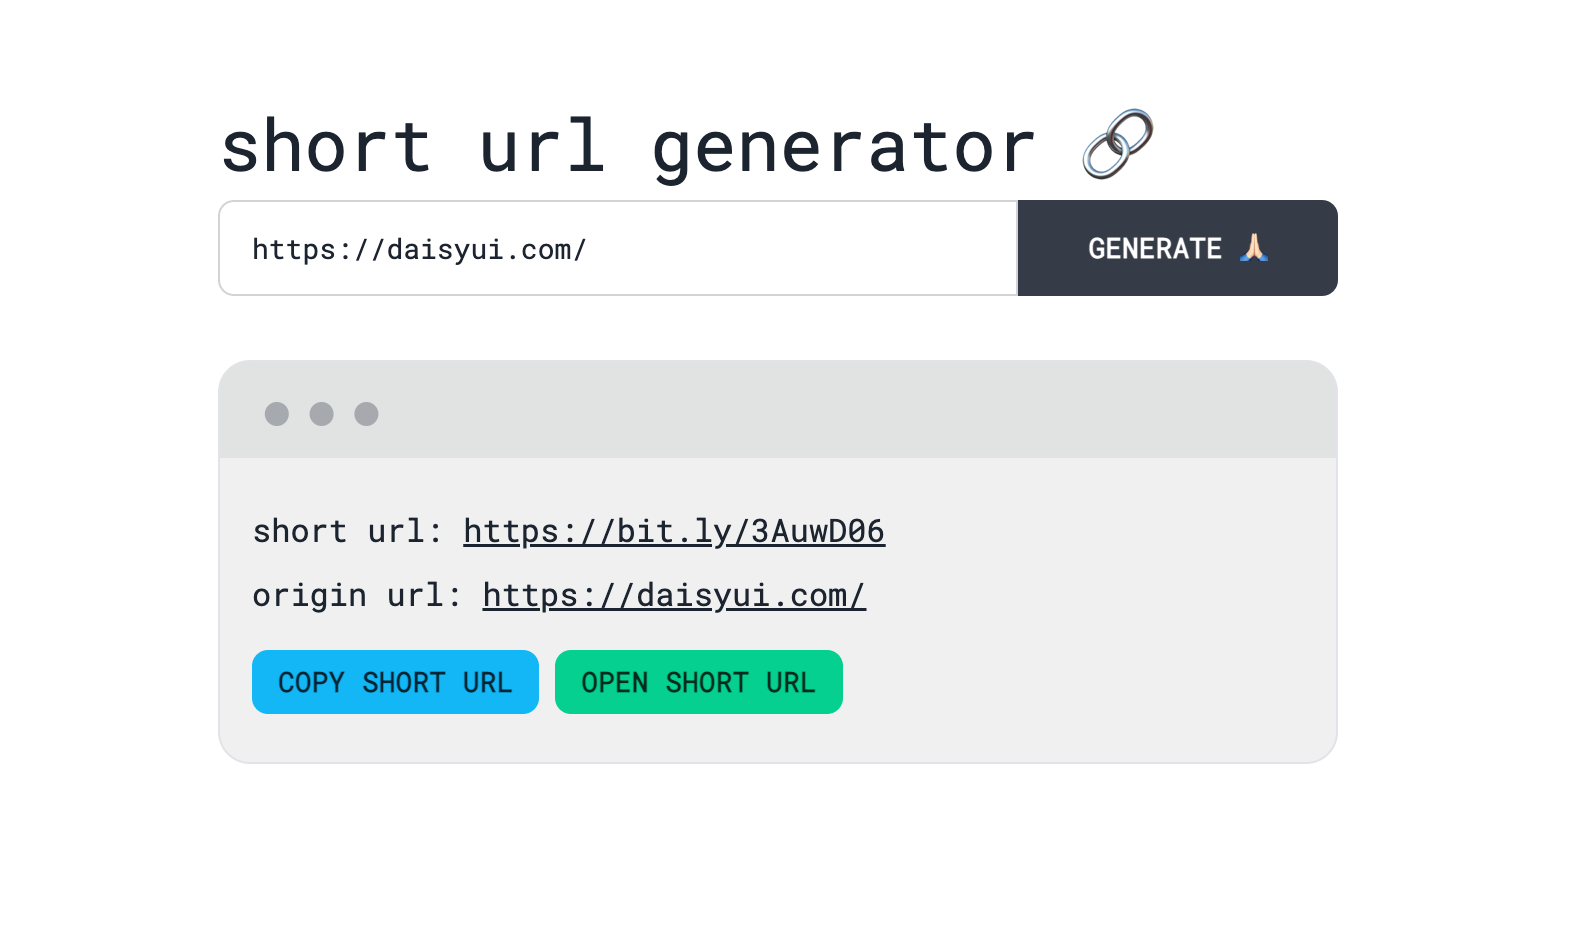 short url generator 🔗
https://daisyui.com/
GENERATE 🙏🏻
short url: https://bit.ly/3AuwD06
origin url: https://daisyui.com/
COPY SHORT URL
OPEN SHORT URL